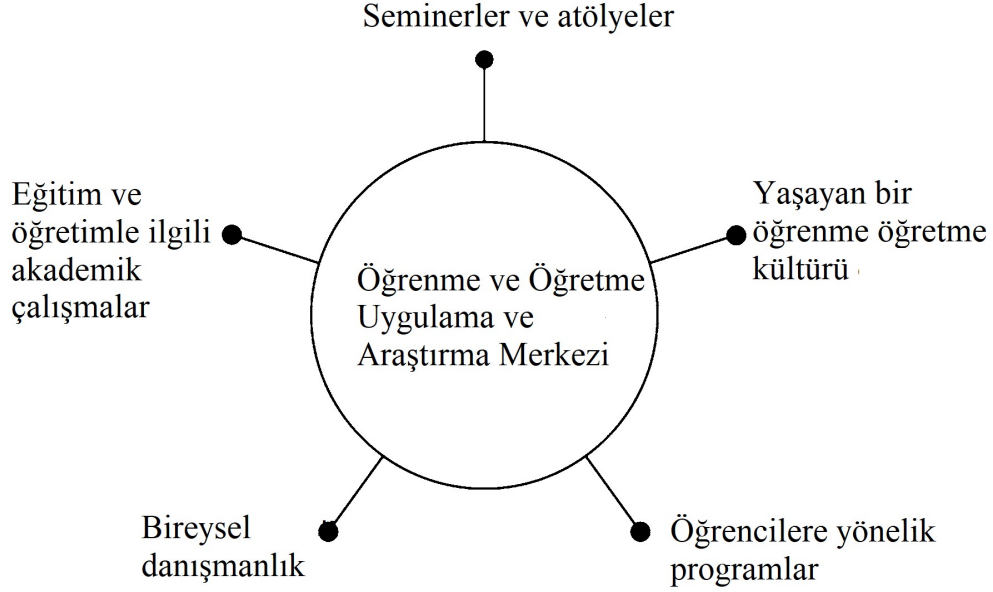 Seminerler ve atölyeler
Eğitim ve
öğretimle ilgili
akademik
çalışmalar
Yaşayan bir
öğrenme öğretme
kültürü
Öğrenme ve Öğretme
Uygulama ve
Araştırma Merkezi
Bireysel
danışmanlık
Öğrencilere yönelik
programlar